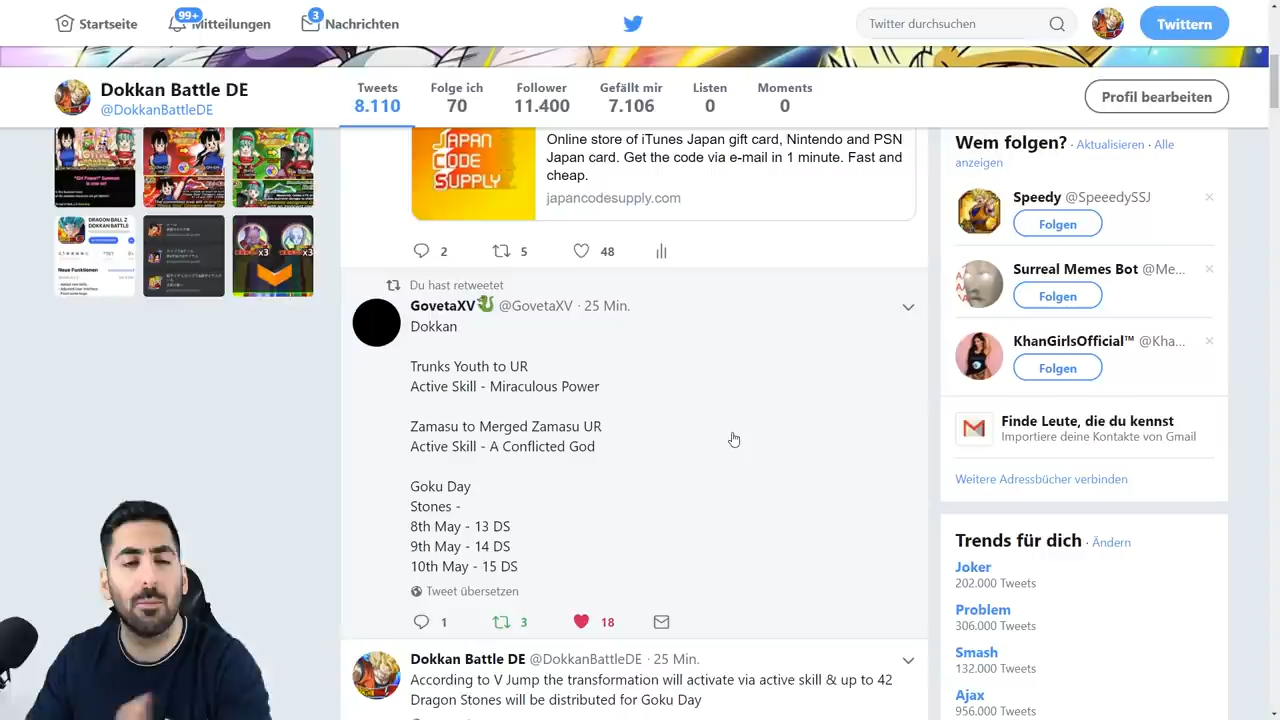 Startseite
99+
Mitteilungen
3
Nachrichten
Twitter durchsuchen
Twittern
Dokkan Battle DE
@DokkanBattleDE
Tweets
8.110
Folge ich
70
Follower
11.400
Gefällt mir
7.106
Listen
0
Moments
0
Profil bearbeiten
DRAGON BALL Z
DOKKAN BATTLE
Neue Funktionen
x3
x3
JAPAN
CODE
SUPPLY
Online store of iTunes Japan gift card, Nintendo and PSN
Japan card. Get the code via e-mail in 1 minute. Fast and
cheap.
japancodesupply.com
2
5
48
Du hast retweetet
GovetaXV @GovetaXV · 25 Min.
Dokkan
Trunks Youth to UR
Active Skill - Miraculous Power
Zamasu to Merged Zamasu UR
Active Skill - A Conflicted God
Goku Day
Stones -
8th May - 13 DS
9th May - 14 DS
10th May - 15 DS
Tweet übersetzen
1
3
18
Dokkan Battle DE @DokkanBattleDE · 25 Min.
According to V Jump the transformation will activate via active skill & up to 42
Dragon Stones will be distributed for Goku Day
Wem folgen? · Aktualisieren · Alle
anzeigen
Speedy @SpeeedySSJ
Folgen
Surreal Memes Bot @Me...
Folgen
KhanGirlsOfficial™ @Kha...
Folgen
Finde Leute, die du kennst
Importiere deine Kontakte von Gmail
Weitere Adressbücher verbinden
Trends für dich · Ändern
Joker
202.000 Tweets
Problem
306.000 Tweets
Smash
132.000 Tweets
Ajax
956.000 Tweets